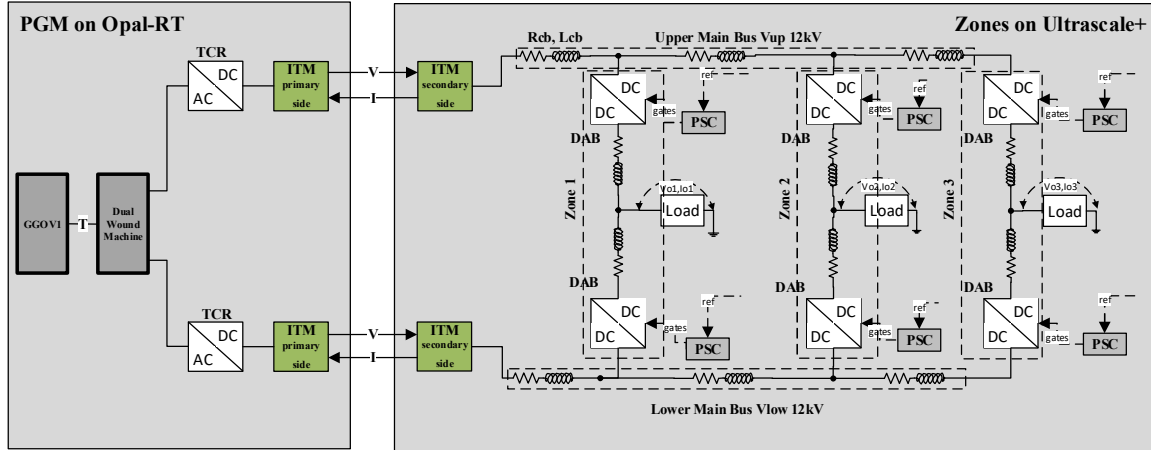 PGM on Opal-RT
Zones on Ultrascale+
Rcb, Lcb
Upper Main Bus Vup 12kV
TCR
DC
AC
ITM
primary
side
V
I
ITM
secondary
side
DC
DC
ref
gates
PSC
DAB
DC
DC
ref
gates
PSC
DAB
DC
DC
ref
gates
PSC
DAB
GGOV1
T
Dual
Wound
Machine
Zone 1
Vo1,Io1
Load
Zone 2
Vo2,Io2
Load
Zone 3
Vo3,Io3
Load
TCR
DC
AC
ITM
primary
side
V
I
ITM
secondary
side
DAB
DC
DC
ref
gates
PSC
DAB
DC
DC
ref
gates
PSC
DAB
DC
DC
ref
gates
PSC
Lower Main Bus Vlow 12kV